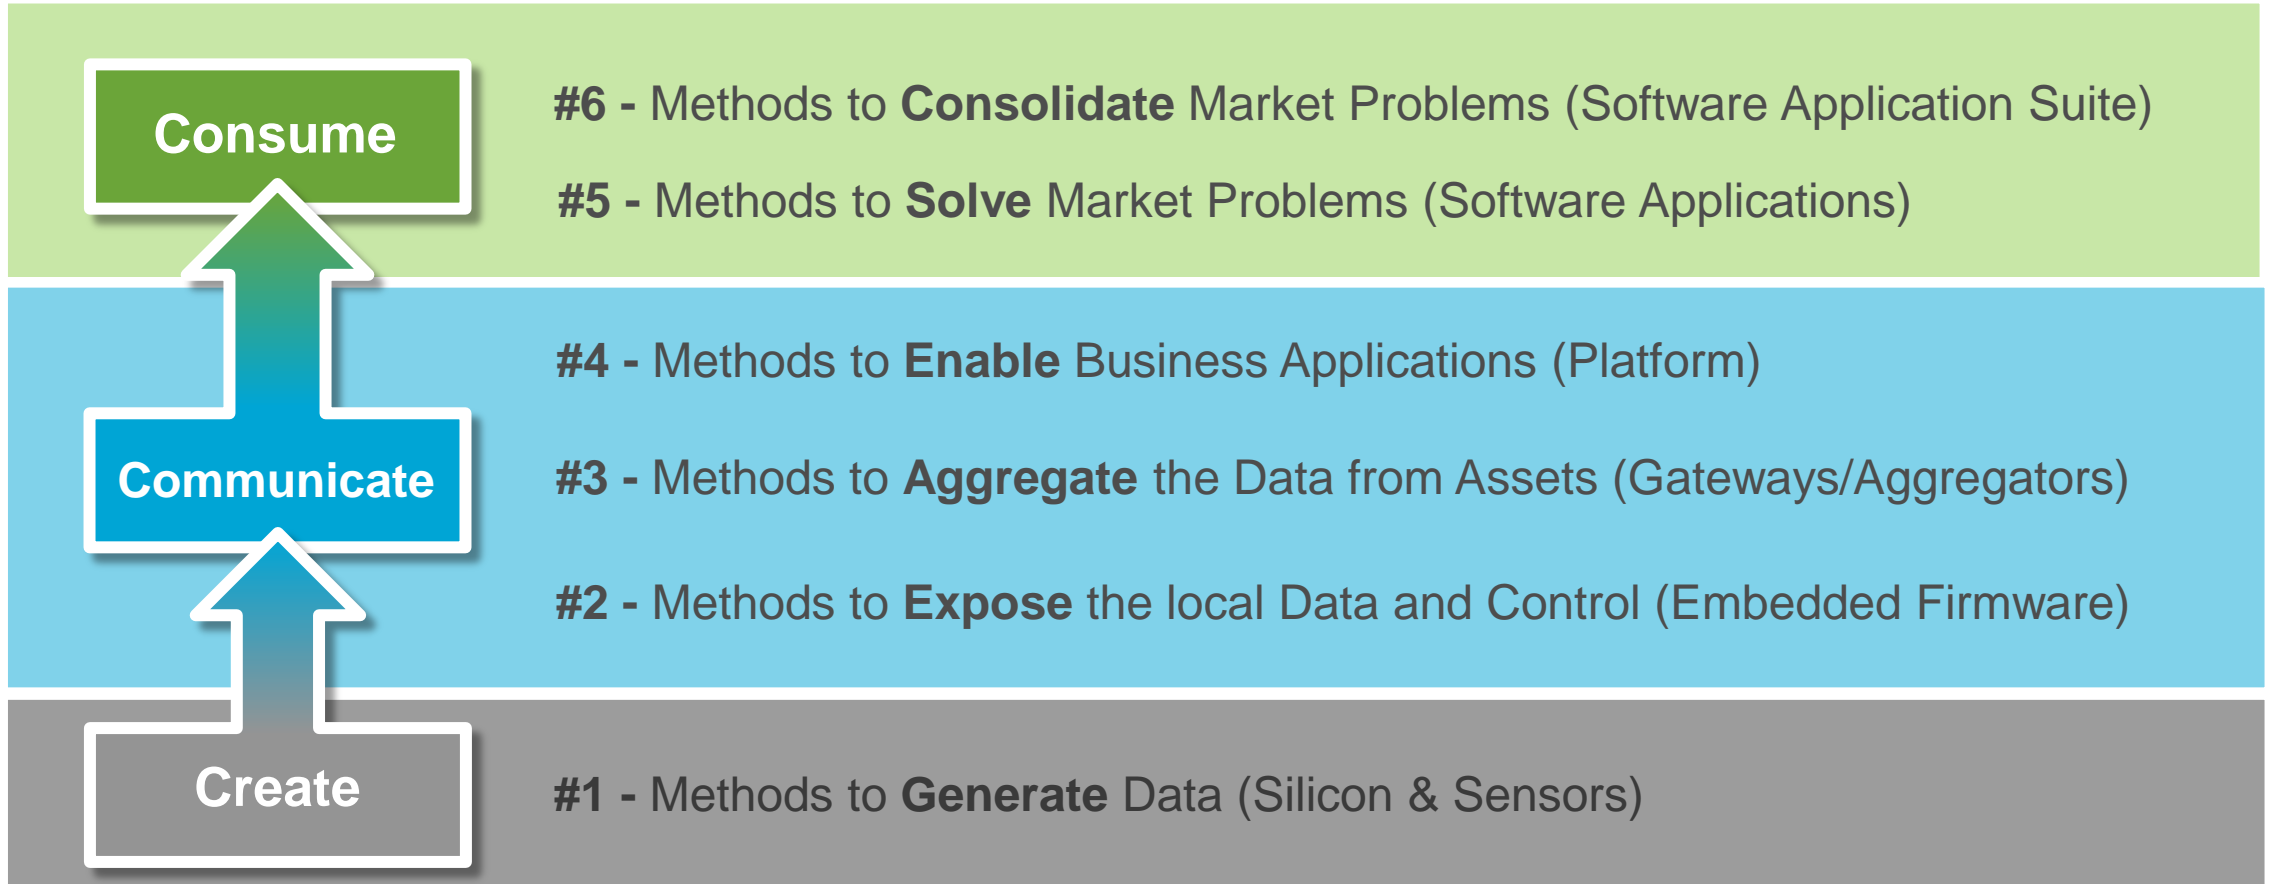 Consume
#6 - Methods to Consolidate Market Problems (Software Application Suite)
#5 - Methods to Solve Market Problems (Software Applications)
Communicate
#4 - Methods to Enable Business Applications (Platform)
#3 - Methods to Aggregate the Data from Assets (Gateways/Aggregators)
#2 - Methods to Expose the local Data and Control (Embedded Firmware)
Create
#1 - Methods to Generate Data (Silicon & Sensors)